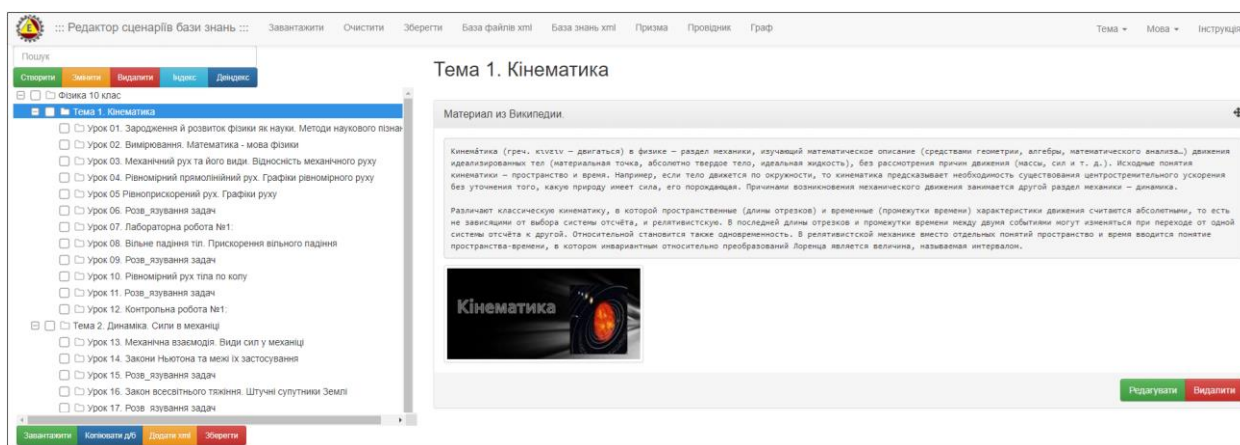 ::: Редактор сценаріїв бази знань ::: Завантажити Очистити Зберегти База файлів xml База знань xml Призма Провідник Граф Тема Мова Інструкція
Пошук
Створити Змінити Видалити Індекс Деіндекс
Фізика 10 клас
Тема 1. Кінематика
Урок 01. Зародження й розвиток фізики як науки. Методи наукового пізнан
Урок 02. Вимірювання. Математика - мова фізики
Урок 03. Механічний рух та його види. Відносність механічного руху
Урок 04. Рівномірний прямолінійний рух. Графіки рівномірного руху
Урок 05 Рівноприскорений рух. Графіки руху
Урок 06. Розв_язування задач
Урок 07. Лабораторна робота №1:
Урок 08. Вільне падіння тіл. Прискорення вільного падіння
Урок 09. Розв_язування задач
Урок 10. Рівномірний рух тіла по колу
Урок 11. Розв_язування задач
Урок 12. Контрольна робота №1:
Тема 2. Динаміка. Сили в механіці
Урок 13. Механічна взаємодія. Види сил у механіці
Урок 14. Закони Ньютона та межі їх застосування
Урок 15. Розв_язування задач
Урок 16. Закон всесвітнього тяжіння. Штучні супутники Землі
Урок 17. Розв_язування задач
Завантажити Копіювати д/б Додати xml Зберегти
Тема 1. Кінематика
Материал из Википедии.
Кинема́тика (греч. κινειν — двигаться) в физике — раздел механики, изучающий математическое описание (средствами геометрии, алгебры, математического анализа…) движения
идеализированных тел (материальная точка, абсолютно твердое тело, идеальная жидкость), без рассмотрения причин движения (массы, сил и т. д.). Исходные понятия
кинематики — пространство и время. Например, если тело движется по окружности, то кинематика предсказывает необходимость существования центростремительного ускорения
без уточнения того, какую природу имеет сила, его порождающая. Причинами возникновения механического движения занимается другой раздел механики — динамика.
Различают классическую кинематику, в которой пространственные (длины отрезков) и временные (промежутки времени) характеристики движения считаются абсолютными, то есть
не зависящими от выбора системы отсчёта, и релятивистскую. В последней длины отрезков и промежутки времени между двумя событиями могут изменяться при переходе от одной
системы отсчёта к другой. Относительной становится также одновременность. В релятивистской механике вместо отдельных понятий пространство и время вводится понятие
пространства-времени, в котором инвариантным относительно преобразований Лоренца является величина, называемая интервалом.
Кінематика
Редагувати Видалити